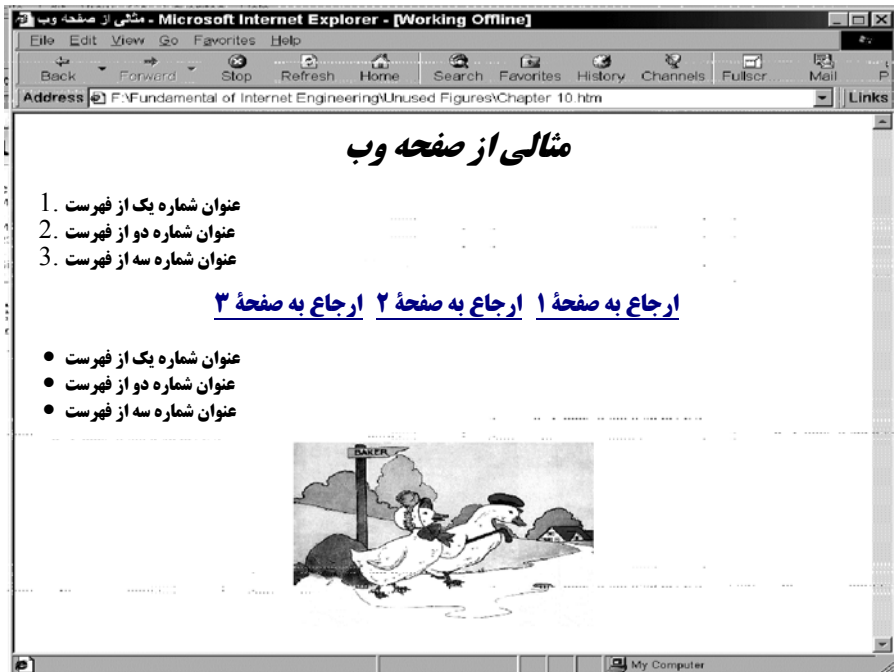 مثالی از صفحه وب - Microsoft Internet Explorer - [Working Offline]
File Edit View Go Favorites Help
Back Forward Stop Refresh Home Search Favorites History Channels Fullscr Mail P
Address F:\Fundamental of Internet Engineering\Unused Figures\Chapter 10.htm Links
مثالی از صفحه وب
1. عنوان شماره یک از فهرست
2. عنوان شماره دو از فهرست
3. عنوان شماره سه از فهرست
ارجاع به صفحهٔ ۱ ارجاع به صفحهٔ ۲ ارجاع به صفحهٔ ۳
● عنوان شماره یک از فهرست
● عنوان شماره دو از فهرست
● عنوان شماره سه از فهرست
BAKER
My Computer